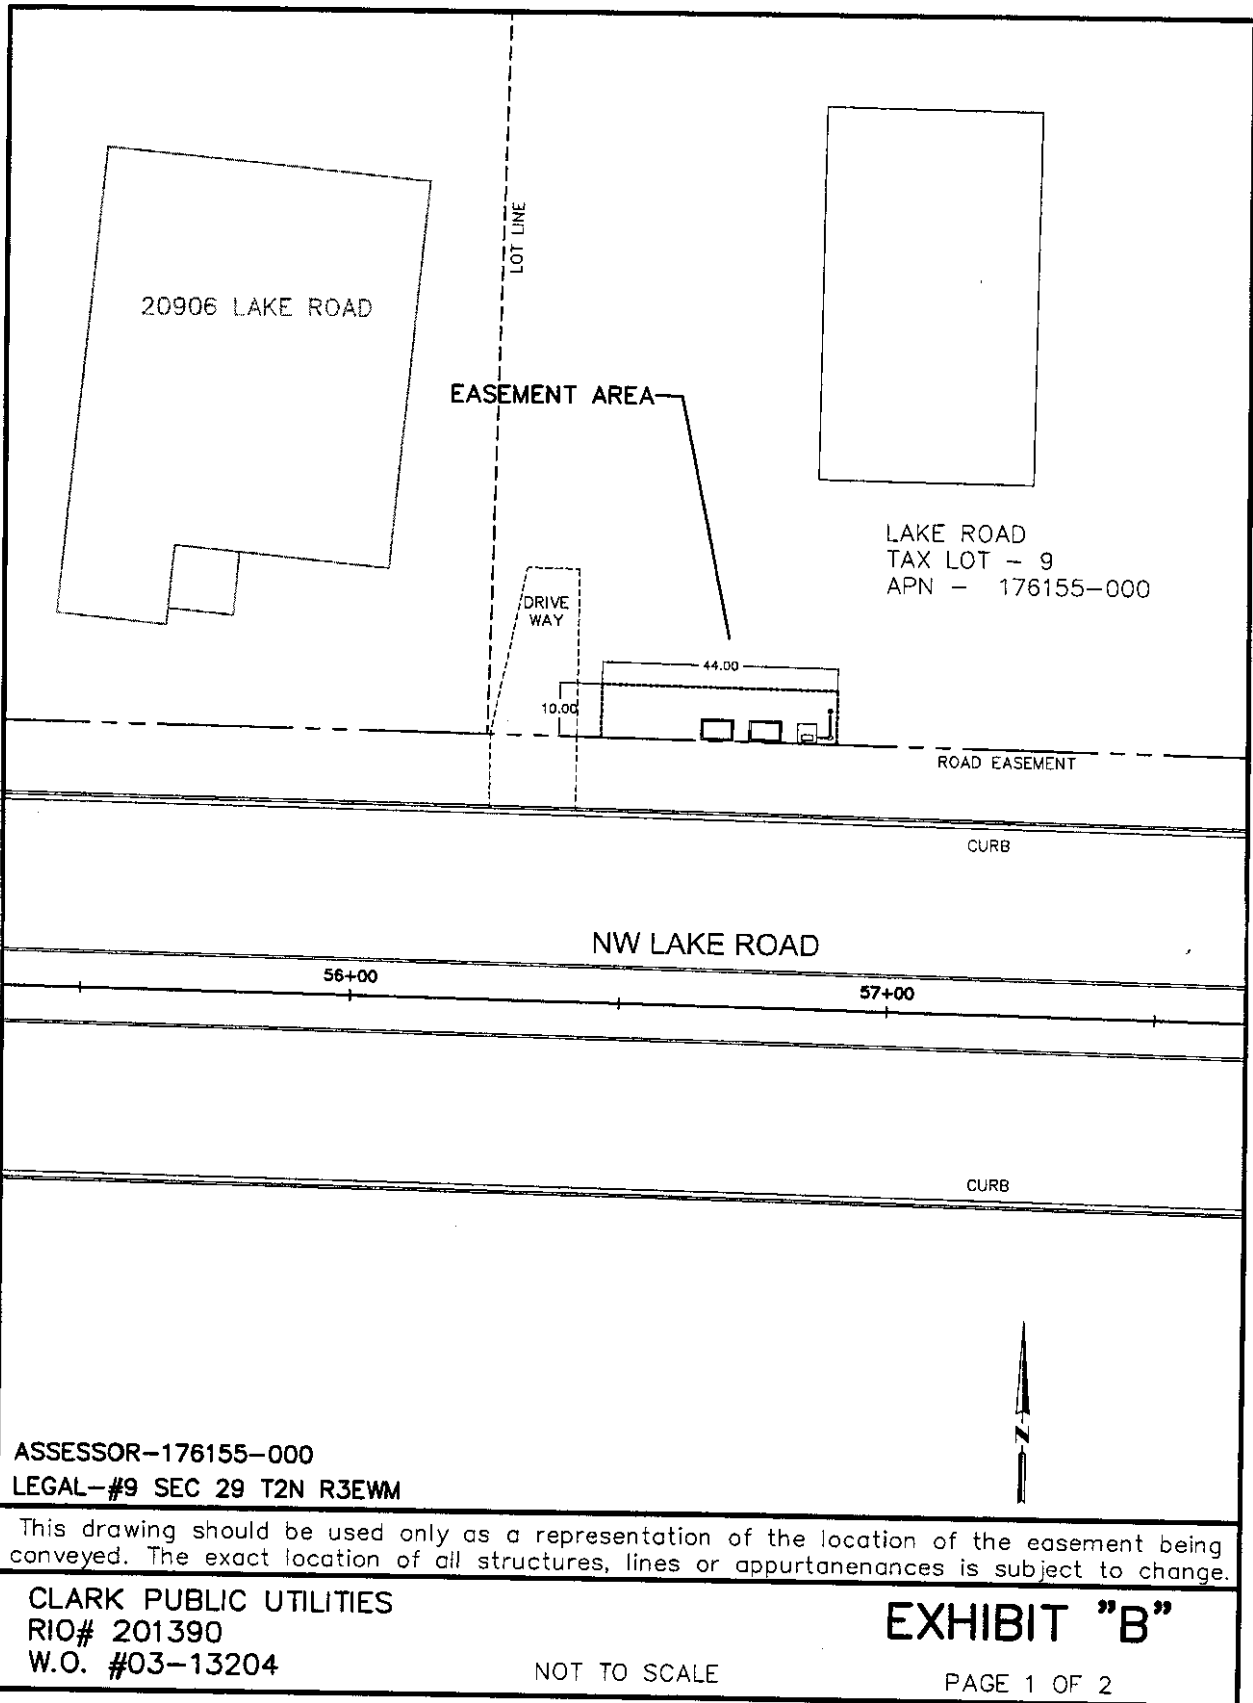 LOT LINE
20906 LAKE ROAD
EASEMENT AREA
LAKE ROAD
TAX LOT - 9
APN - 176155-000
DRIVE
WAY
44.00
10.00
ROAD EASEMENT
CURB
NW LAKE ROAD
56+00
57+00
CURB
N
ASSESSOR-176155-000
LEGAL-#9 SEC 29 T2N R3EWM
This drawing should be used only as a representation of the location of the easement being
conveyed. The exact location of all structures, lines or appurtanenances is subject to change.
CLARK PUBLIC UTILITIES
RIO# 201390
W.O. #03-13204
NOT TO SCALE
EXHIBIT "B"
PAGE 1 OF 2